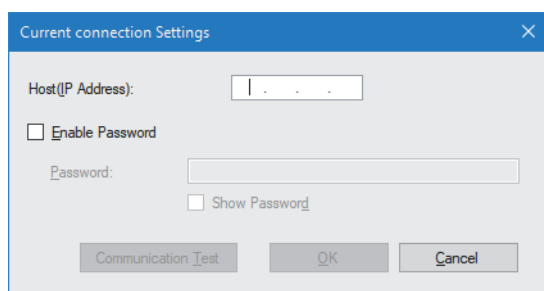 Current connection Settings
Host(IP Address): . . .
Enable Password
Password:
Show Password
Communication Test OK Cancel